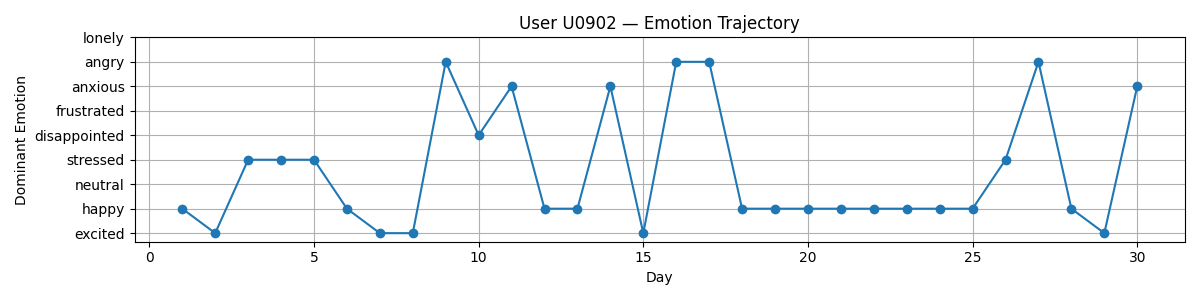 User U0902 — Emotion Trajectory
Dominant Emotion
lonely
angry
anxious
frustrated
disappointed
stressed
neutral
happy
excited
0 5 10 15 20 25 30
Day